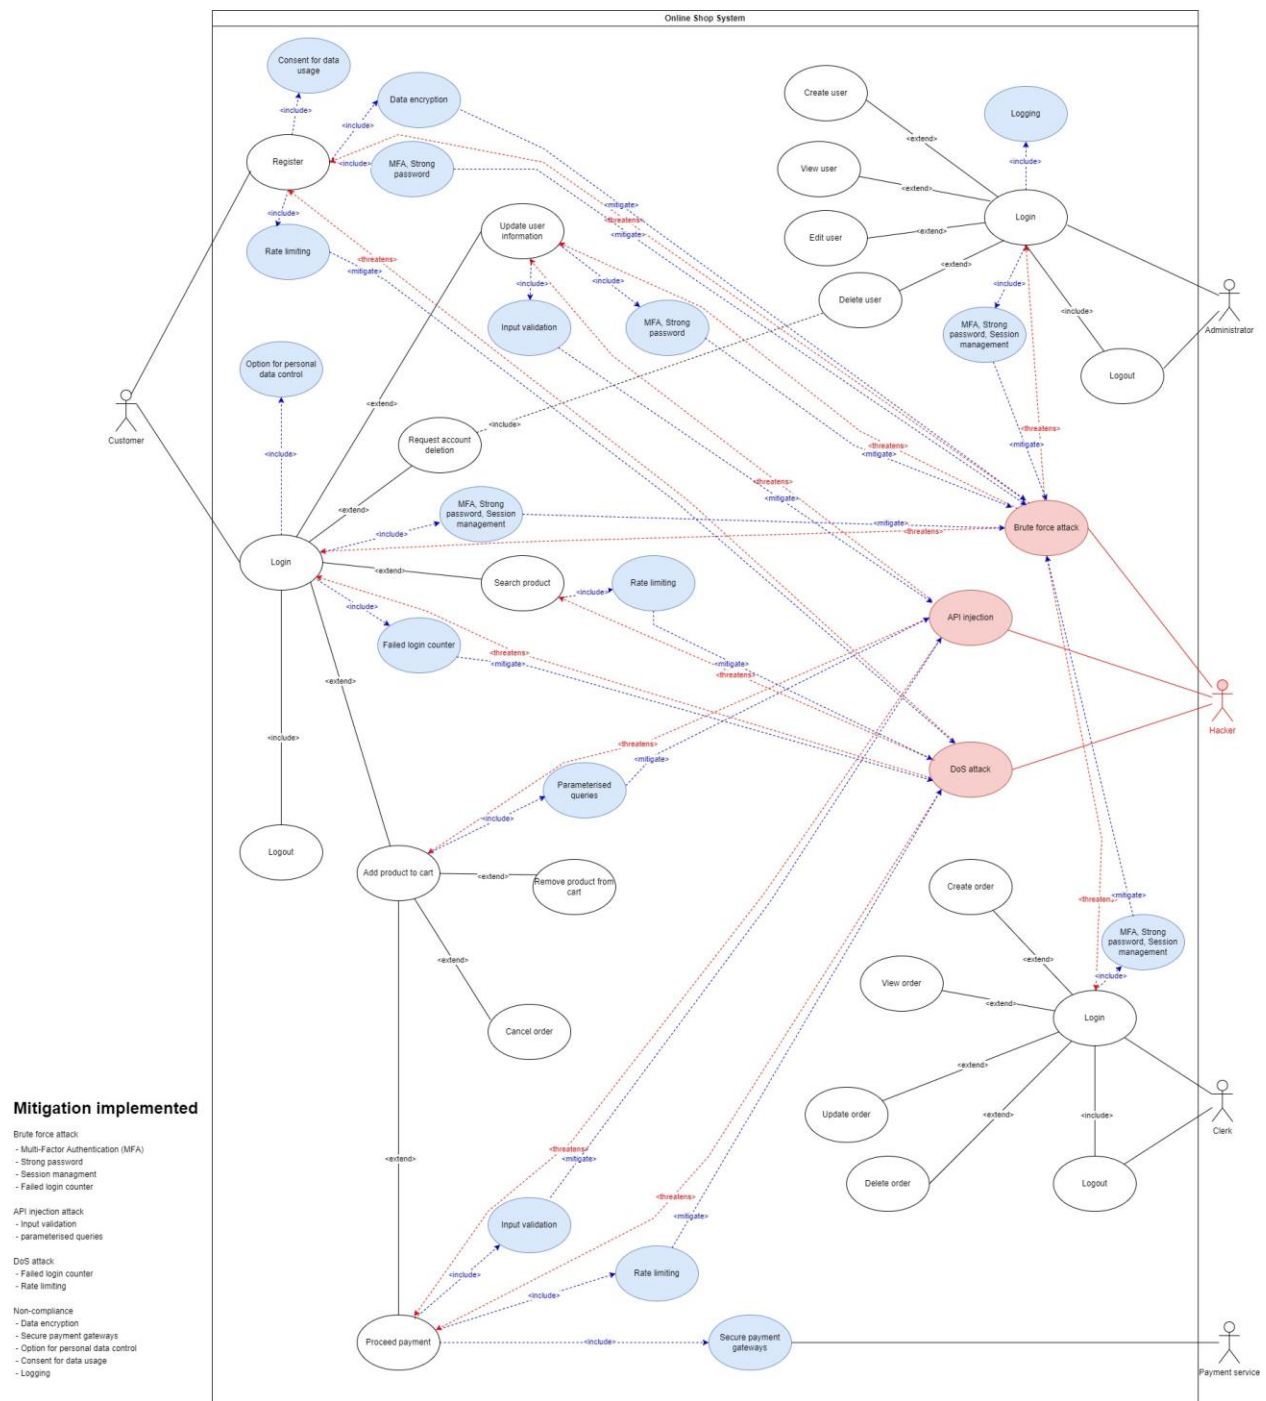 Online Shop System
Consent for data
usage
<include>
Data encryption
<include>
Register
<include>
MFA, Strong
password
<include>
Rate limiting
<threatens>
<mitigate>
Update user
information
<include>
<include>
Input validation
MFA, Strong
password
<mitigate>
<threatens>
<mitigate>
Create user
<extend>
View user
<extend>
Edit user
<extend>
Delete user
<extend>
Logging
<include>
Login
<include>
<include>
MFA, Strong
password, Session
management
Logout
Administrator
<threatens>
<mitigate>
Option for personal
data control
<include>
Customer
<extend>
Request account
deletion
<include>
<extend>
<threatens>
<mitigate>
<threatens>
<mitigate>
MFA, Strong
password, Session
management
<include>
<mitigate>
<threatens>
Brute force attack
Login
<extend>
Search product
<include>
Rate limiting
<include>
Failed login counter
<threatens>
<mitigate>
<mitigate>
<threatens>
API injection
<extend>
<include>
Hacker
<threatens>
<mitigate>
DoS attack
Parameterised
queries
<include>
Logout
Add product to cart
<extend>
Remove product from
cart
<extend>
Cancel order
Create order
<threatens>
<mitigate>
MFA, Strong
password, Session
management
<include>
<extend>
View order
<extend>
Login
<extend>
Update order
<extend>
<include>
Clerk
Delete order
Logout
<extend>
<threatens>
<mitigate>
<threatens>
<mitigate>
Input validation
<include>
Rate limiting
<include>
Proceed payment
<include>
Secure payment
gateways
Payment service
Mitigation implemented
Brute force attack
- Multi-Factor Authentication (MFA)
- Strong password
- Session managment
- Failed login counter
API injection attack
- Input validation
- parameterised queries
DoS attack
- Failed login counter
- Rate limiting
Non-compliance
- Data encryption
- Secure payment gateways
- Option for personal data control
- Consent for data usage
- Logging